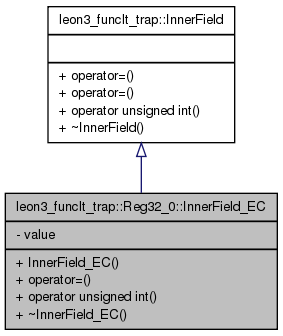 leon3_funclt_trap::InnerField
+ operator=()
+ operator=()
+ operator unsigned int()
+ ~InnerField()
leon3_funclt_trap::Reg32_0::InnerField_EC
- value
+ InnerField_EC()
+ operator=()
+ operator unsigned int()
+ ~InnerField_EC()